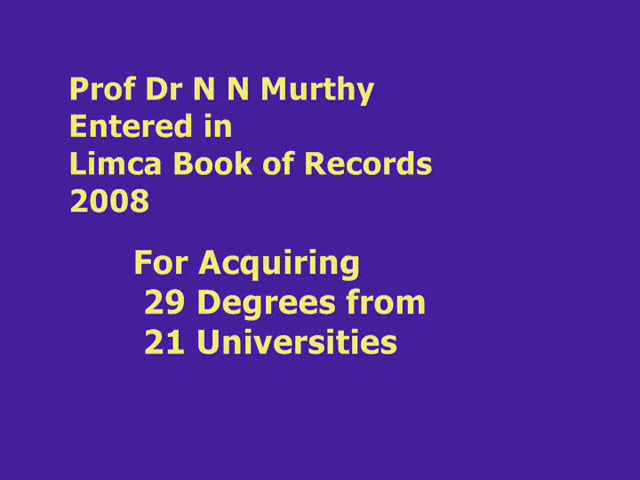 Prof Dr N N Murthy
Entered in
Limca Book of Records
2008
For Acquiring
29 Degrees from
21 Universities